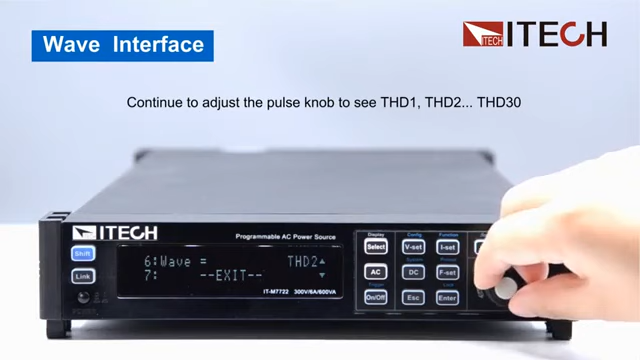 Wave Interface
ITECH
ITECH
Continue to adjust the pulse knob to see THD1, THD2... THD30
ITECH
Programmable AC Power Source
Shift
Link
6:Wave = THD2▲
7: --EXIT-- ▼
IT-M7722 300V/6A/600VA
Display
Config
Function
Select
V-set
I-set
AC
DC
F-set
Trigger
On/Off
Esc
Enter